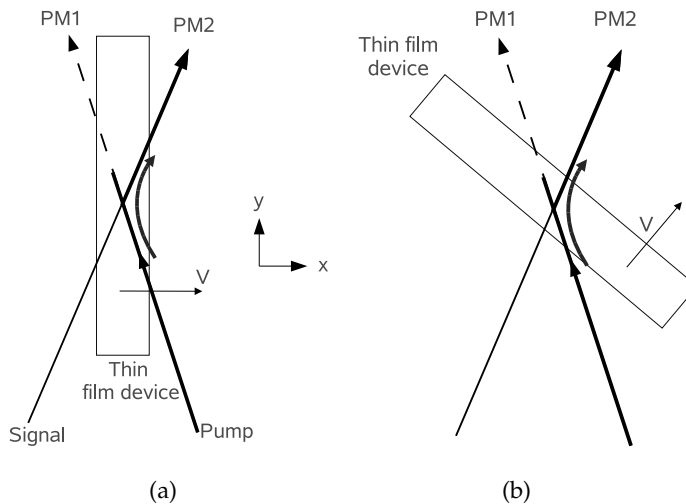 PM1
PM2
y
x
V
Thin
film device
Signal
Pump
(a)
PM1
PM2
Thin film
device
V
(b)